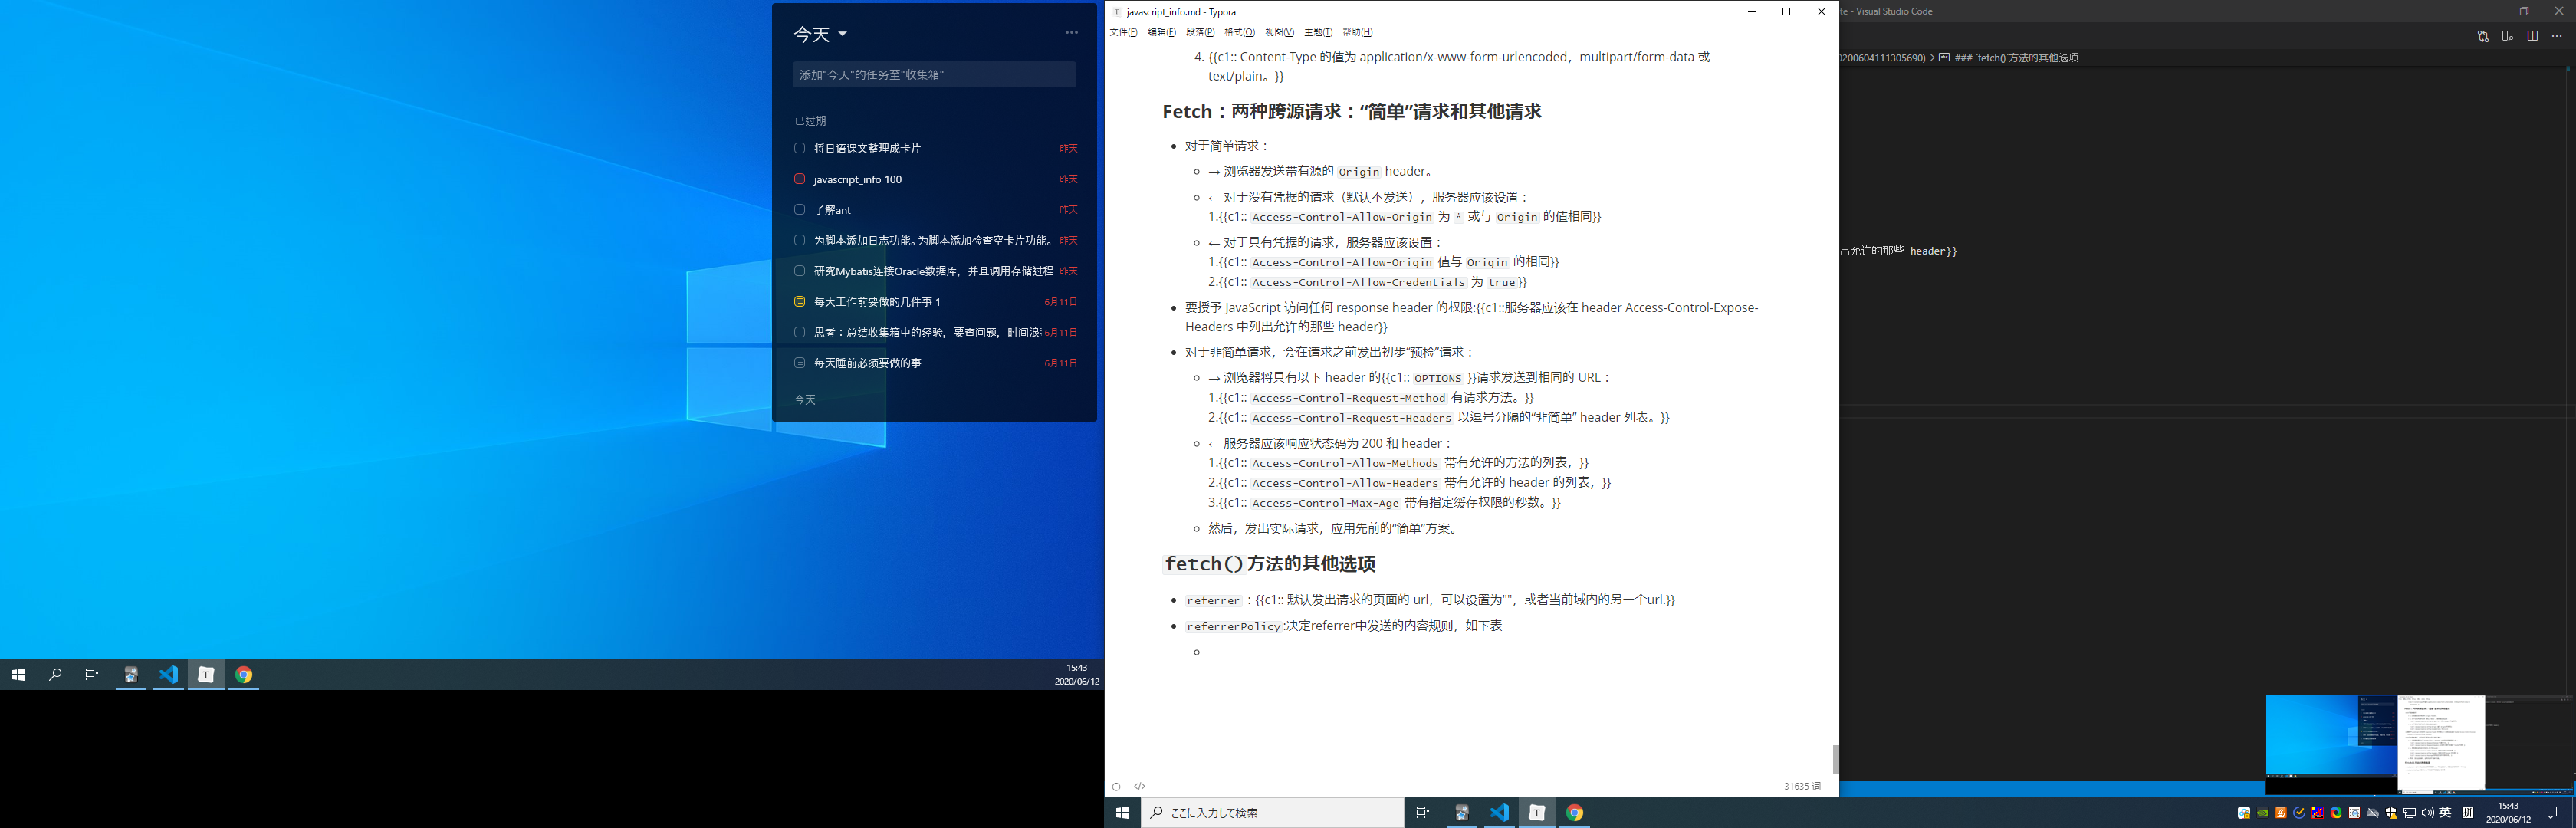 今天
添加"今天"的任务至"收集箱"
已过期
将日语课文整理成卡片 昨天
javascript_info 100 昨天
了解ant 昨天
为脚本添加日志功能。为脚本添加检查空卡片功能。 昨天
研究Mybatis连接Oracle数据库，并且调用存储过程 昨天
每天工作前要做的几件事 1 6月11日
思考：总结收集箱中的经验，要查问题，时间浪 6月11日
每天睡前必须要做的事 6月11日
今天
15:43
2020/06/12
javascript_info.md - Typora
文件(F) 编辑(E) 段落(P) 格式(O) 视图(V) 主题(T) 帮助(H)
4. {{c1:: Content-Type 的值为 application/x-www-form-urlencoded，multipart/form-data 或
text/plain。}}
Fetch：两种跨源请求：“简单”请求和其他请求
对于简单请求：
→ 浏览器发送带有源的 Origin header。
← 对于没有凭据的请求（默认不发送），服务器应该设置：
1.{{c1:: Access-Control-Allow-Origin 为 * 或与 Origin 的值相同}}
← 对于具有凭据的请求，服务器应该设置：
1.{{c1:: Access-Control-Allow-Origin 值与 Origin 的相同}}
2.{{c1:: Access-Control-Allow-Credentials 为 true}}
要授予 JavaScript 访问任何 response header 的权限:{{c1::服务器应该在 header Access-Control-Expose-
Headers 中列出允许的那些 header}}
对于非简单请求，会在请求之前发出初步“预检”请求：
→ 浏览器将具有以下 header 的{{c1:: OPTIONS }}请求发送到相同的 URL：
1.{{c1:: Access-Control-Request-Method 有请求方法。}}
2.{{c1:: Access-Control-Request-Headers 以逗号分隔的“非简单” header 列表。}}
← 服务器应该响应状态码为 200 和 header：
1.{{c1:: Access-Control-Allow-Methods 带有允许的方法的列表，}}
2.{{c1:: Access-Control-Allow-Headers 带有允许的 header 的列表，}}
3.{{c1:: Access-Control-Max-Age 带有指定缓存权限的秒数。}}
然后，发出实际请求，应用先前的“简单”方案。
fetch()方法的其他选项
referrer：{{c1:: 默认发出请求的页面的 url，可以设置为""，或者当前域内的另一个url.}}
referrerPolicy:决定referrer中发送的内容规则，如下表
31635 词
te - Visual Studio Code
020604111305690) > ### `fetch()`方法的其他选项
出允许的那些 header}}
ここに入力して検索
英
拼
15:43
2020/06/12